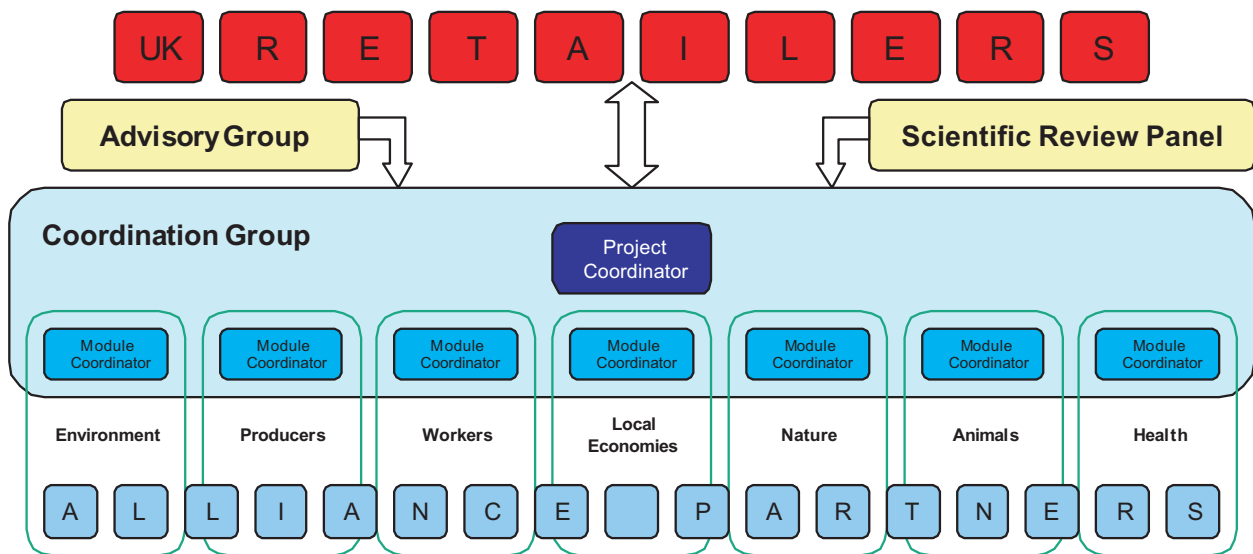 UK R E T A I L E R S
Advisory Group
Scientific Review Panel
Coordination Group
Project
Coordinator
Module
Coordinator
Module
Coordinator
Module
Coordinator
Module
Coordinator
Module
Coordinator
Module
Coordinator
Module
Coordinator
Environment
Producers
Workers
Local
Economies
Nature
Animals
Health
A L L I A N C E P A R T N E R S